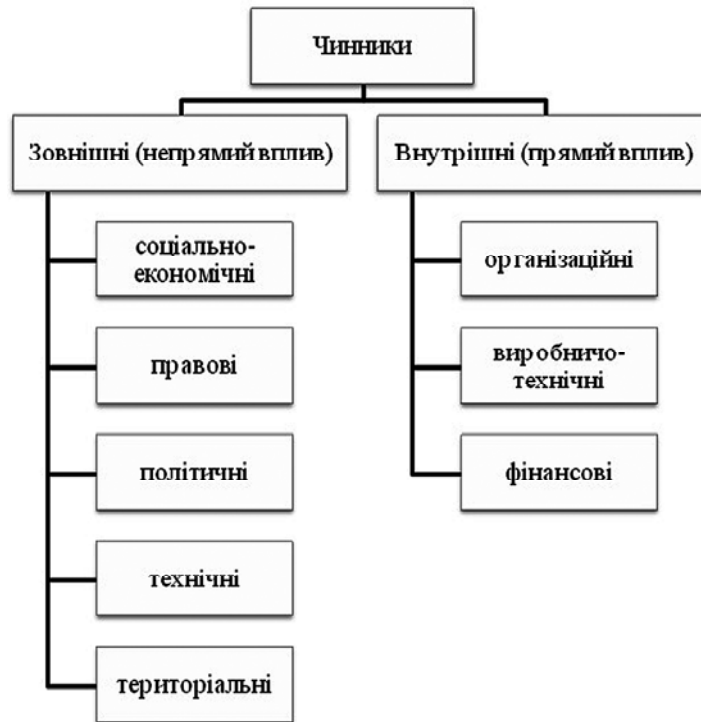 Чинники
Зовнішні (непрямий вплив)
соціально-
економічні
правові
політичні
технічні
територіальні
Внутрішні (прямий вплив)
організаційні
виробничо-
технічні
фінансові